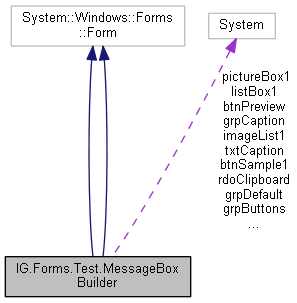 System::Windows::Forms
::Form
System
pictureBox1
listBox1
btnPreview
grpCaption
imageList1
txtCaption
btnSample1
rdoClipboard
grpDefault
grpButtons
...
IG.Forms.Test.MessageBox
Builder